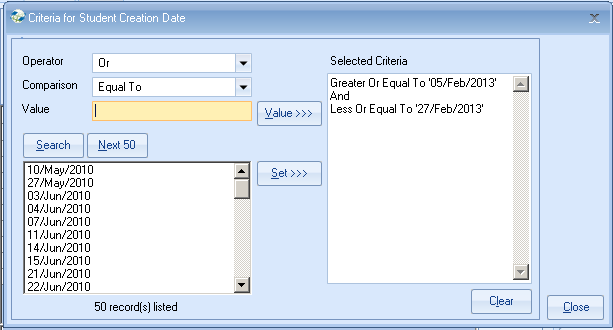 Criteria for Student Creation Date
Operator
Or
Comparison
Equal To
Value
Value >>>
Search
Next 50
10/May/2010
27/May/2010
03/Jun/2010
04/Jun/2010
07/Jun/2010
11/Jun/2010
14/Jun/2010
15/Jun/2010
21/Jun/2010
22/Jun/2010
50 record(s) listed
Set >>>
Selected Criteria
Greater Or Equal To '05/Feb/2013'
And
Less Or Equal To '27/Feb/2013'
Clear
Close